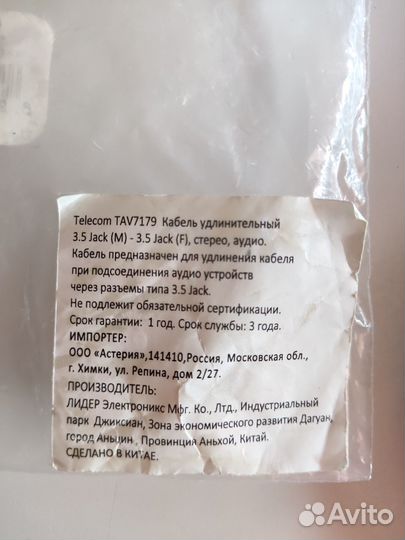 Telecom TAV7179 Кабель удлинительный
3.5 Jack (M) - 3.5 Jack (F), стерео, аудио.
Кабель предназначен для удлинения кабеля
при подсоединения аудио устройств
через разъемы типа 3.5 Jack.
Не подлежит обязательной сертификации.
Срок гарантии: 1 год. Срок службы: 3 года.
ИМПОРТЕР:
ООО «Астерия»,141410,Россия, Московская обл.,
г. Химки, ул. Репина, дом 2/27.
ПРОИЗВОДИТЕЛЬ:
ЛИДЕР Электроникс Мфг. Ко., Лтд., Индустриальный
парк Джиксиан, Зона экономического развития Дагуан,
город Аньцин , Провинция Аньхой, Китай.
СДЕЛАНО В КИТАЕ.
Avito